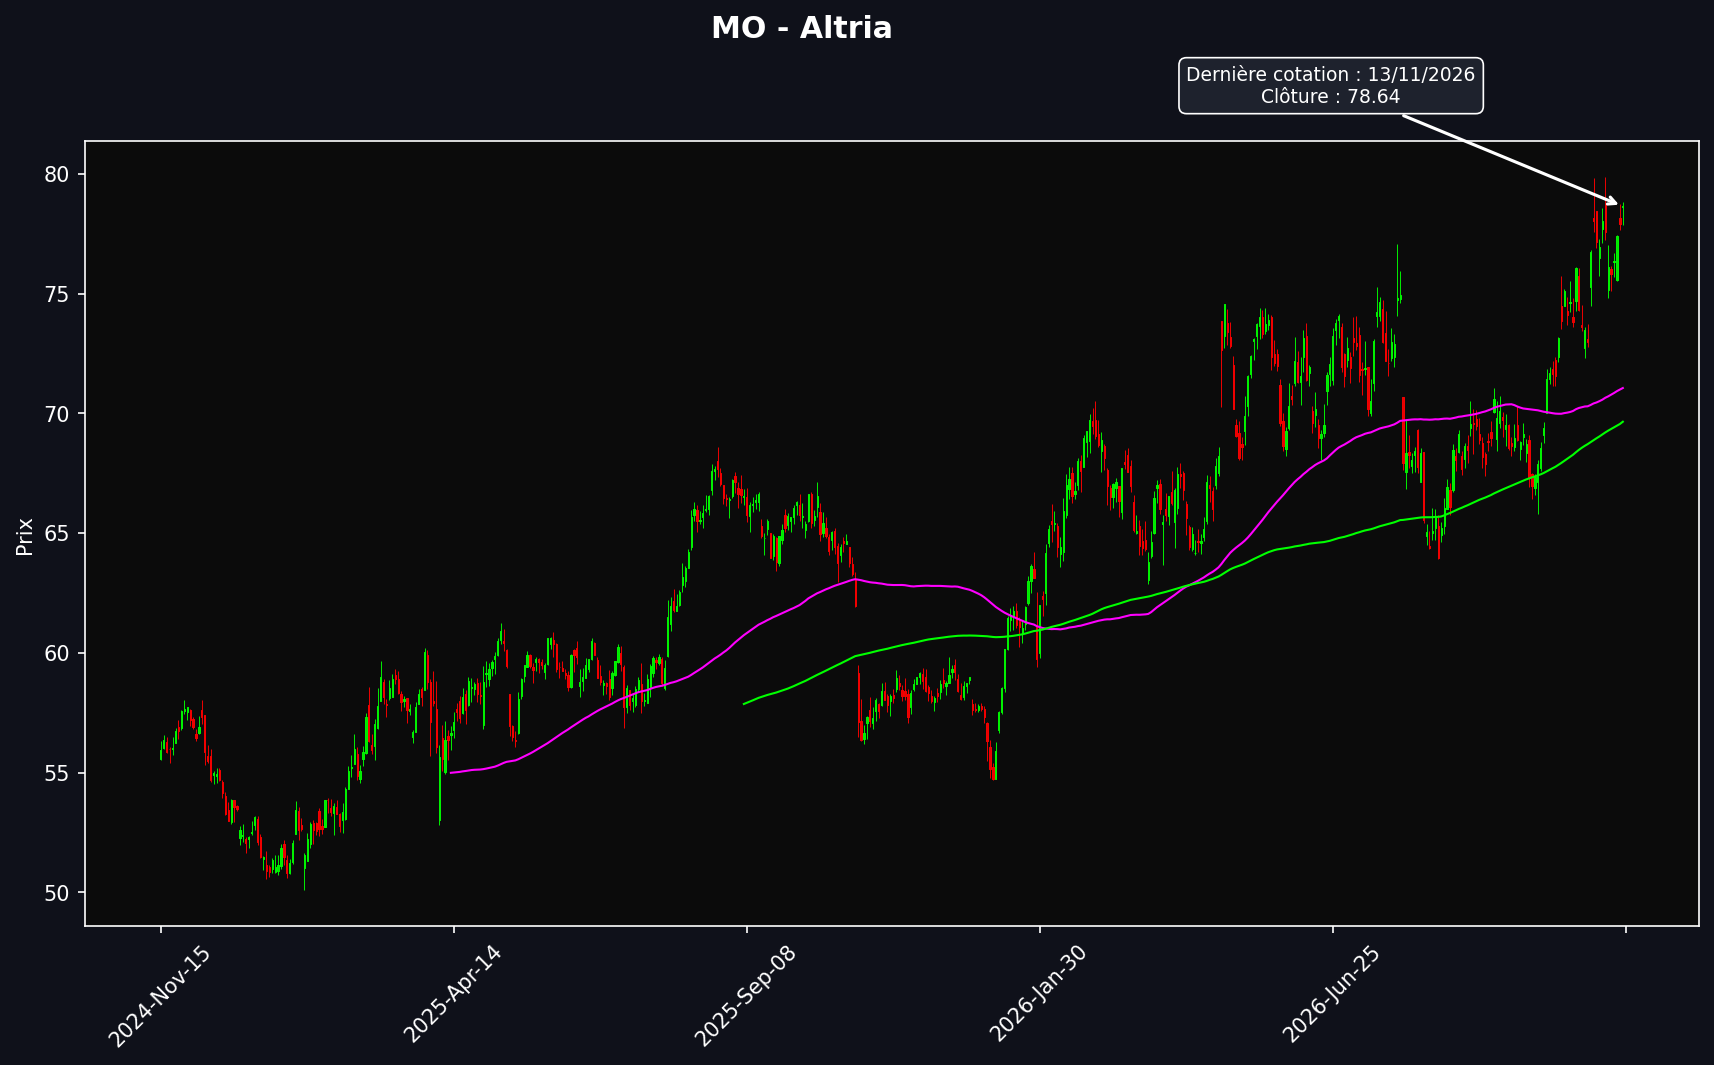 MO - Altria
Dernière cotation : 13/11/2026
Clôture : 78.64
Prix
80
75
70
65
60
55
50
2024-Nov-15
2025-Apr-14
2025-Sep-08
2026-Jan-30
2026-Jun-25